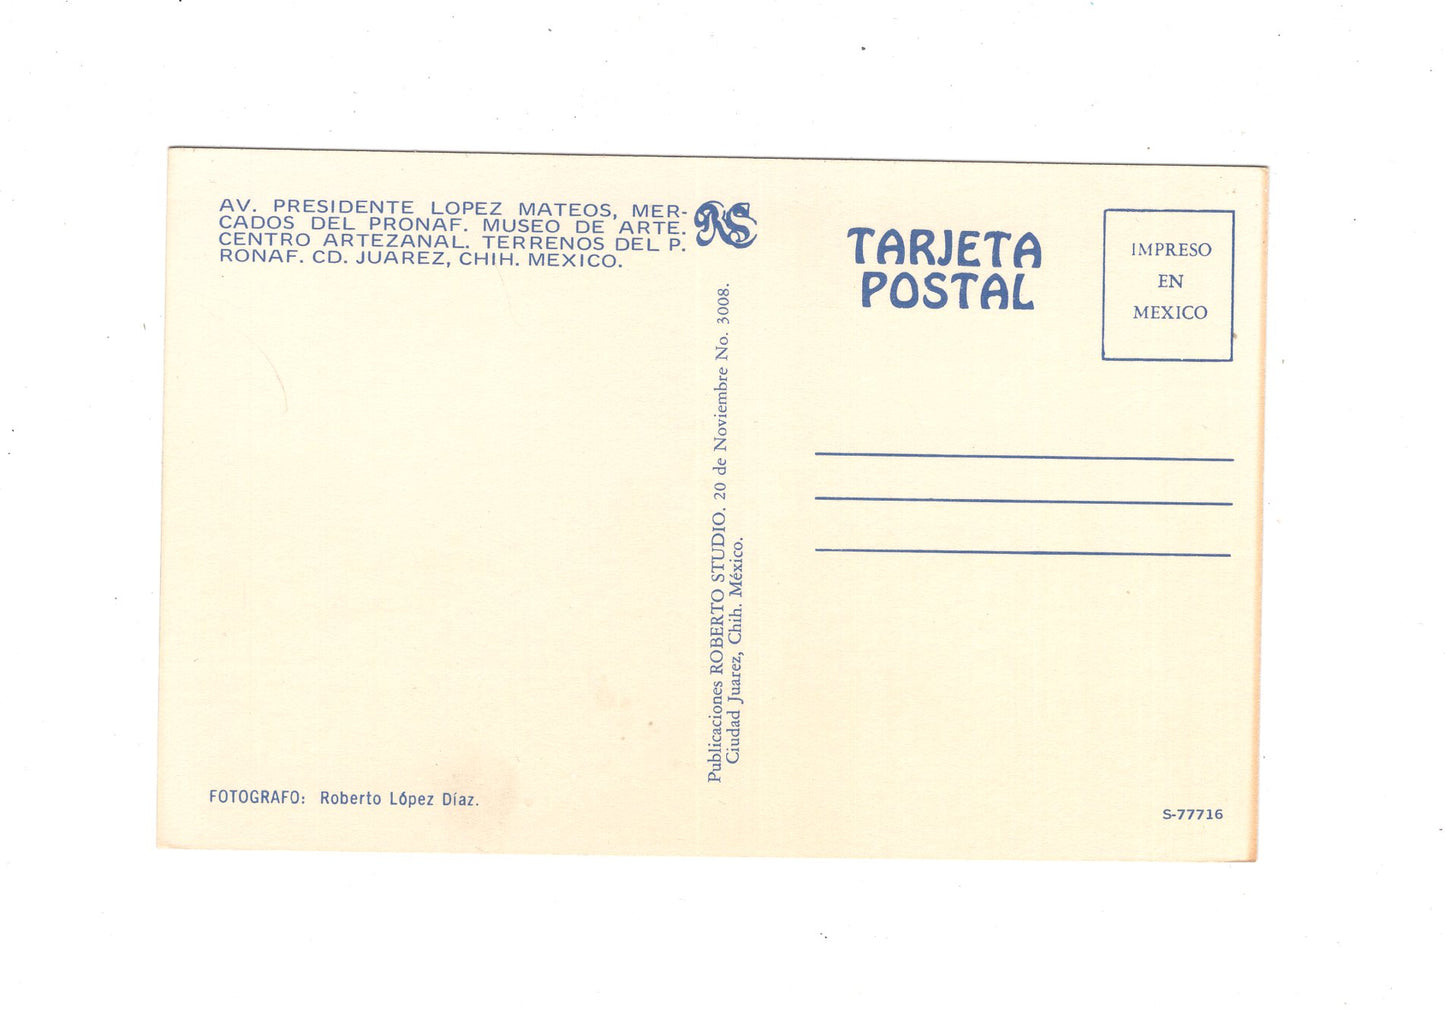 AV. PRESIDENTE LOPEZ MATEOS, MER-
CADOS DEL PRONAF. MUSEO DE ARTE.
CENTRO ARTEZANAL. TERRENOS DEL P.
RONAF. CD. JUAREZ, CHIH. MEXICO.
RS
TARJETA
POSTAL
IMPRESO
EN
MEXICO
Publicaciones ROBERTO STUDIO. 20 de Noviembre No. 3008.
Ciudad Juarez, Chih. México.
FOTOGRAFO: Roberto López Díaz.
S-77716